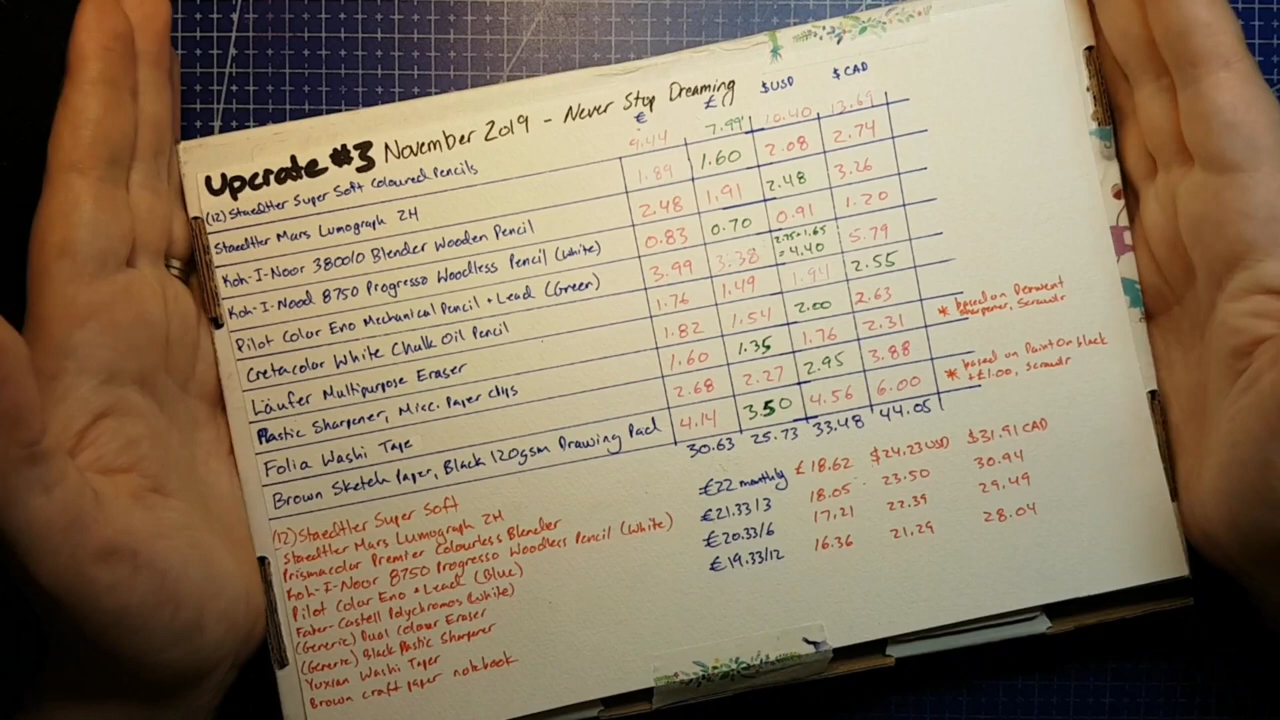 Upcrate #3 November 2019 - Never Stop Dreaming
€ £ $USD $CAD
(12) Staedtler Super Soft Coloured Pencils 9.44 7.99 10.40 13.69
Staedtler Mars Lumograph 2H 1.89 1.60 2.08 2.74
Koh-I-Noor 380010 Blender Wooden Pencil 2.48 1.91 2.48 3.26
Koh-I-Nood 8750 Progresso Woodless Pencil (White) 0.83 0.70 0.91 1.20
Pilot Color Eno Mechanical Pencil + Lead (Green) 3.99 3.38 2.75+1.65 = 4.40 5.79
Cretacolor White Chalk Oil Pencil 1.76 1.49 1.94 2.55
Läufer Multipurpose Eraser 1.82 1.54 2.00 2.63
Plastic Sharpener, Misc. Paper clips 1.60 1.35 1.76 2.31 * based on Derwent sharpener, Scrawlr
Folia Washi Tape 2.68 2.27 2.95 3.88
Brown Sketch Paper, Black 120gsm Drawing Pad 4.14 3.50 4.56 6.00 * based on PaintOn black +£1.00, Scrawlr
30.63 25.73 33.48 44.05
€22 monthly £18.62 $24.23 USD $31.91 CAD
€21.33/3 18.05 23.50 30.94
€20.33/6 17.21 22.39 29.49
€19.33/12 16.36 21.29 28.04
(12) Staedtler Super Soft
Staedtler Mars Lumograph 2H
Prismacolor Premier Colourless Blender
Koh-I-Noor 8750 Progresso Woodless Pencil (White)
Pilot Color Eno + Lead (Blue)
Faber-Castell Polychromos (White)
(Generic) Dual Colour Eraser
(Generic) Black Plastic Sharpener
Yuxian Washi Tape
Brown craft paper notebook